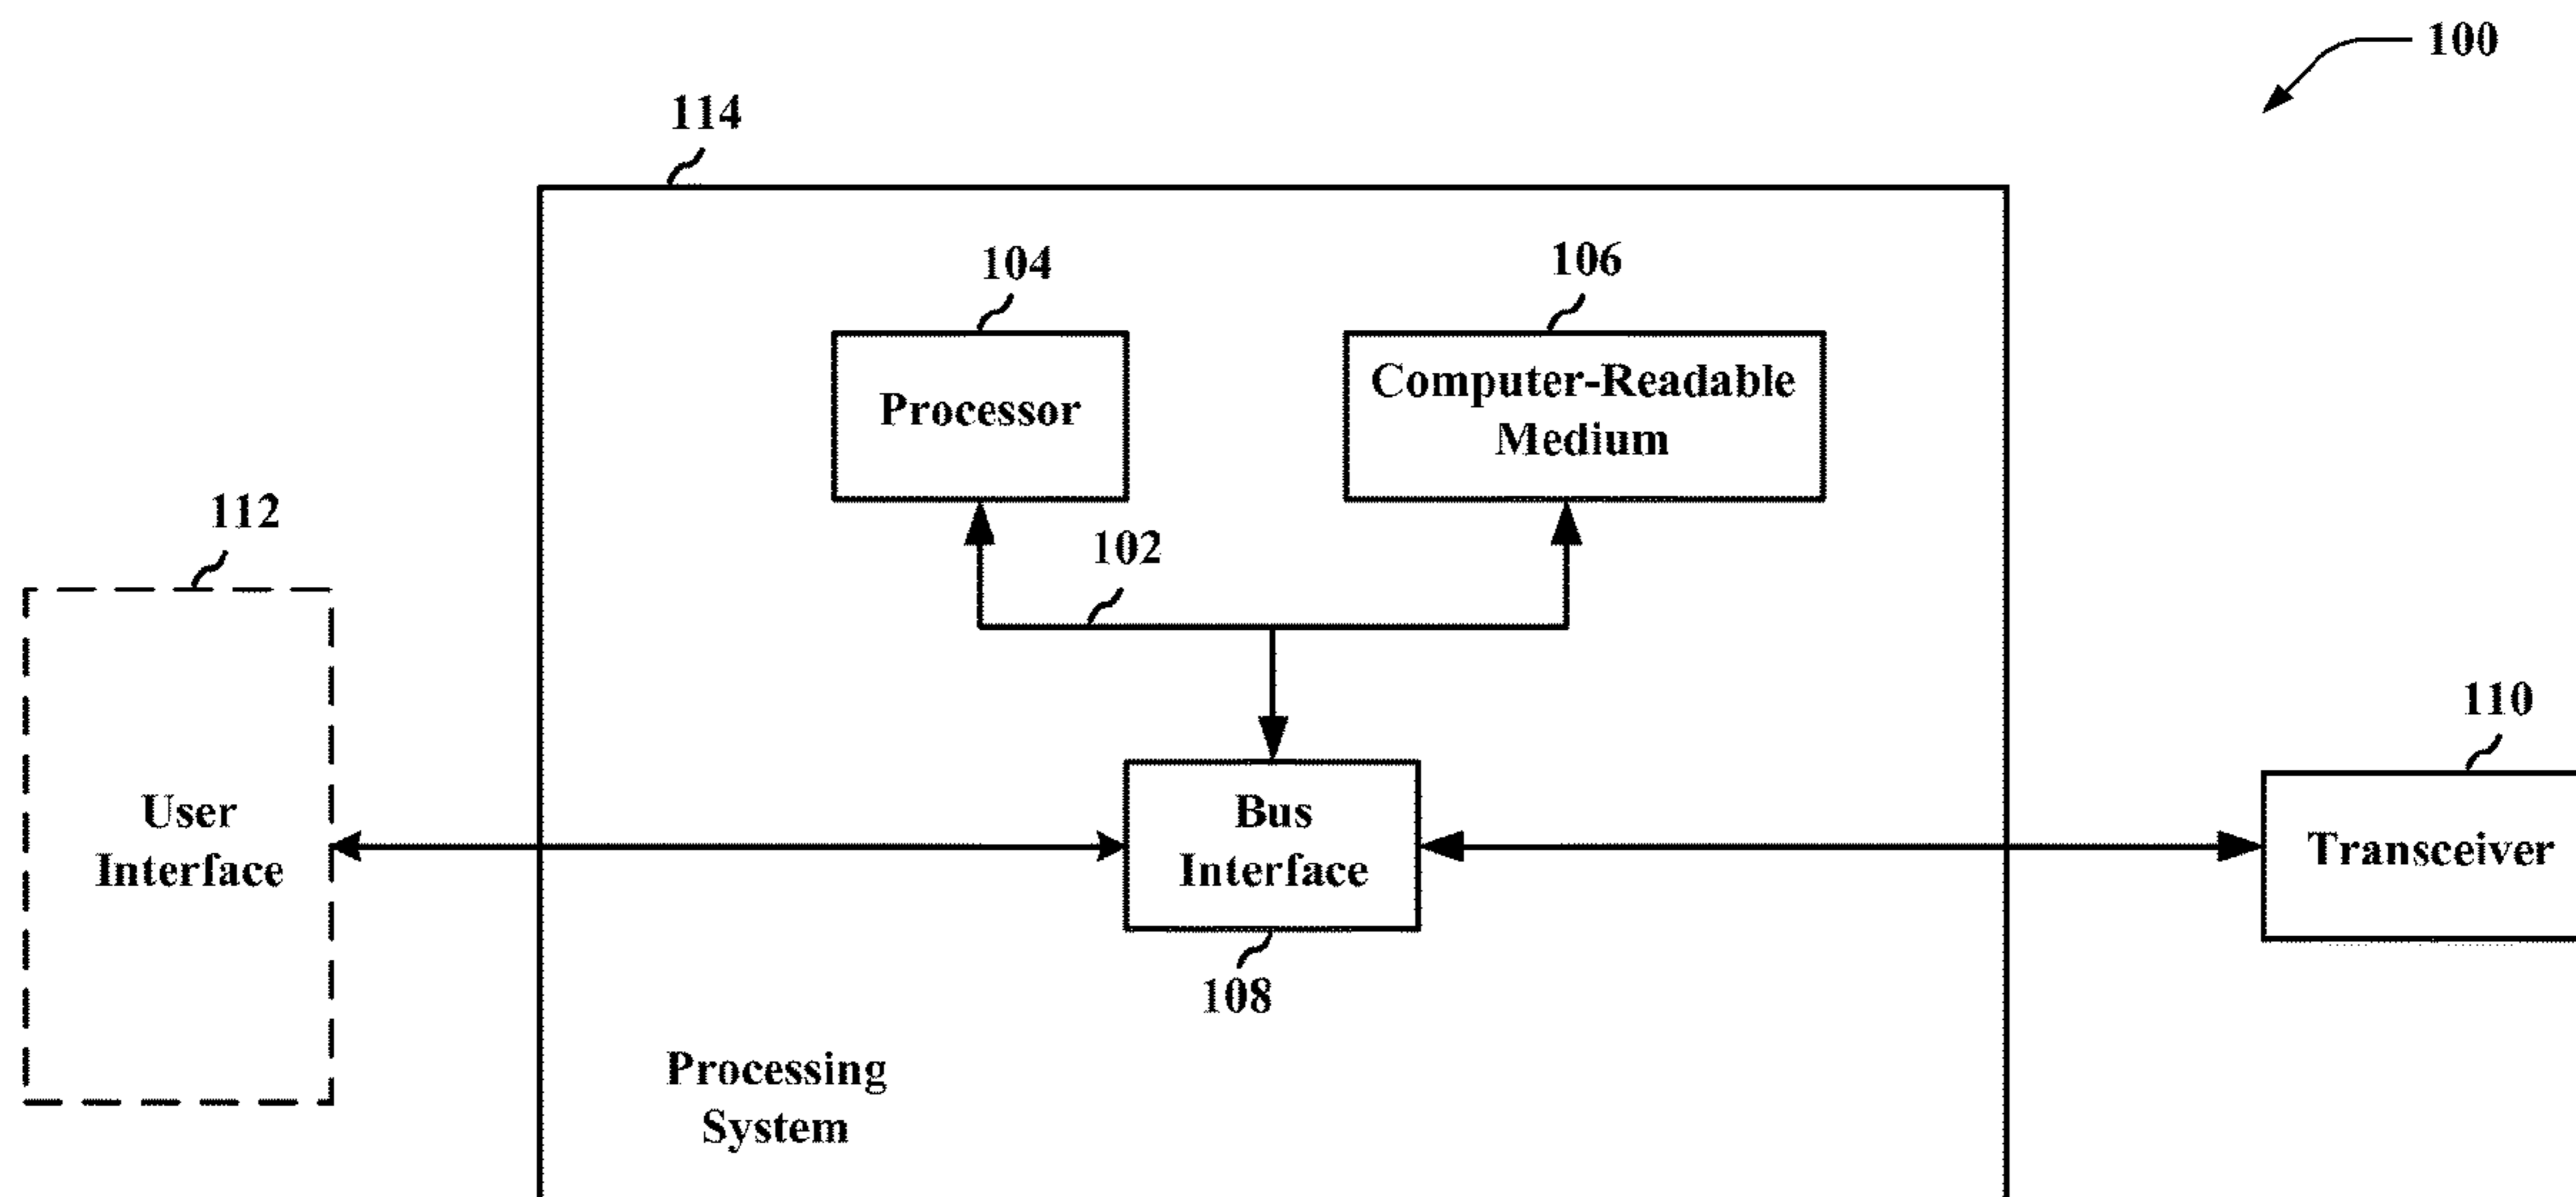 100
114
104
106
Processor
Computer-Readable
Medium
112
102
110
User
Interface
Bus
Interface
Transceiver
108
Processing
System